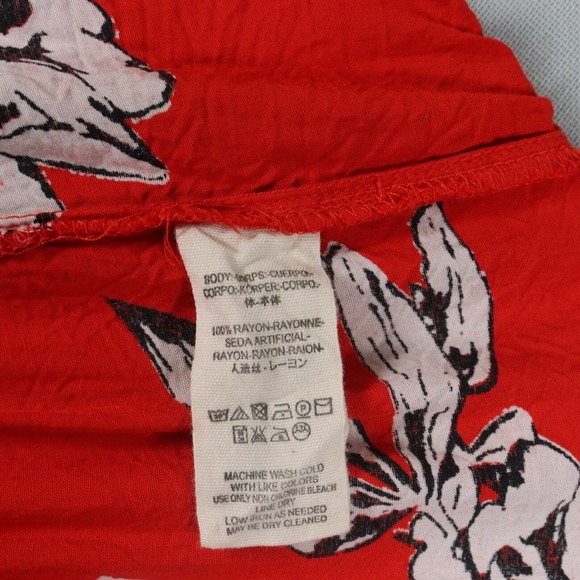 BODY-CORPS-CUERPO-
CORPO-KÖRPER-CORPO-
体-本体
100% RAYON-RAYONNE-
SEDA ARTIFICIAL-
RAYON-RAYON-RAION-
人造丝-レーヨン
MACHINE WASH COLD
WITH LIKE COLORS
USE ONLY NON CHLORINE BLEACH
LINE DRY
LOW IRON AS NEEDED
MAY BE DRY CLEANED